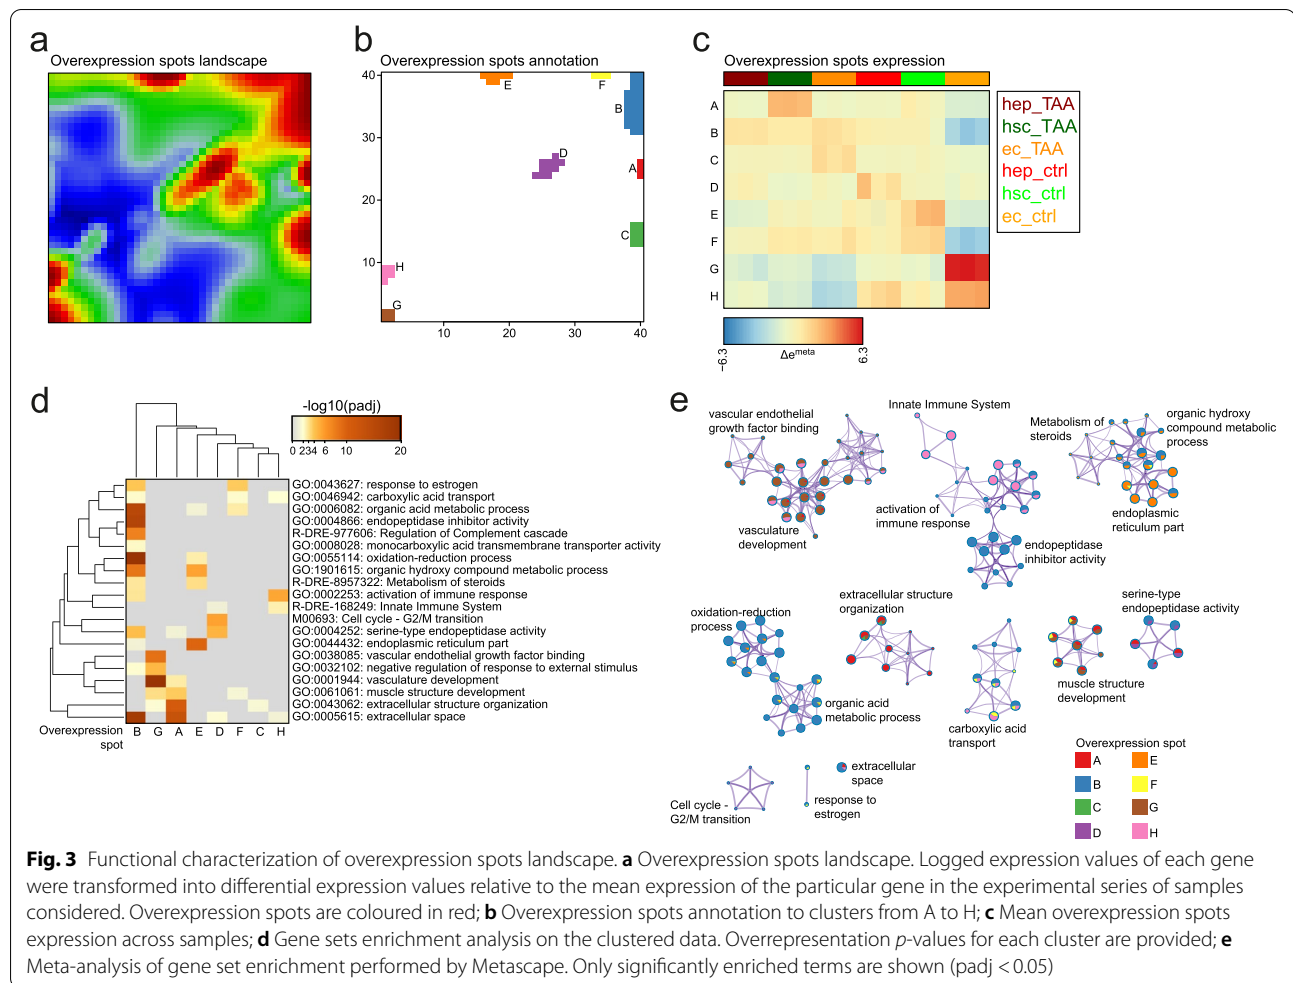 a
Overexpression spots landscape
b
Overexpression spots annotation
40
30
20
10
10
20
30
40
E
F
B
D
A
C
H
G
c
Overexpression spots expression
A
B
C
D
E
F
G
H
hep_TAA
hsc_TAA
ec_TAA
hep_ctrl
hsc_ctrl
ec_ctrl
−6.3
Δe^meta
6.3
d
-log10(padj)
0 2 3 4 6 10 20
GO:0043627: response to estrogen
GO:0046942: carboxylic acid transport
GO:0006082: organic acid metabolic process
GO:0004866: endopeptidase inhibitor activity
R-DRE-977606: Regulation of Complement cascade
GO:0008028: monocarboxylic acid transmembrane transporter activity
GO:0055114: oxidation-reduction process
GO:1901615: organic hydroxy compound metabolic process
R-DRE-8957322: Metabolism of steroids
GO:0002253: activation of immune response
R-DRE-168249: Innate Immune System
M00693: Cell cycle - G2/M transition
GO:0004252: serine-type endopeptidase activity
GO:0044432: endoplasmic reticulum part
GO:0038085: vascular endothelial growth factor binding
GO:0032102: negative regulation of response to external stimulus
GO:0001944: vasculature development
GO:0061061: muscle structure development
GO:0043062: extracellular structure organization
GO:0005615: extracellular space
Overexpression
spot
B G A E D F C H
e
vascular endothelial
growth factor binding
vasculature
development
Innate Immune System
activation of
immune response
endopeptidase
inhibitor activity
Metabolism of
steroids
organic hydroxy
compound metabolic
process
endoplasmic
reticulum part
oxidation-reduction
process
organic acid
metabolic process
extracellular structure
organization
carboxylic acid
transport
serine-type
endopeptidase activity
muscle structure
development
Cell cycle -
G2/M transition
response to
estrogen
extracellular
space
Overexpression spot
A
B
C
D
E
F
G
H
Fig. 3 Functional characterization of overexpression spots landscape. a Overexpression spots landscape. Logged expression values of each gene
were transformed into differential expression values relative to the mean expression of the particular gene in the experimental series of samples
considered. Overexpression spots are coloured in red; b Overexpression spots annotation to clusters from A to H; c Mean overexpression spots
expression across samples; d Gene sets enrichment analysis on the clustered data. Overrepresentation p-values for each cluster are provided; e
Meta-analysis of gene set enrichment performed by Metascape. Only significantly enriched terms are shown (padj < 0.05)